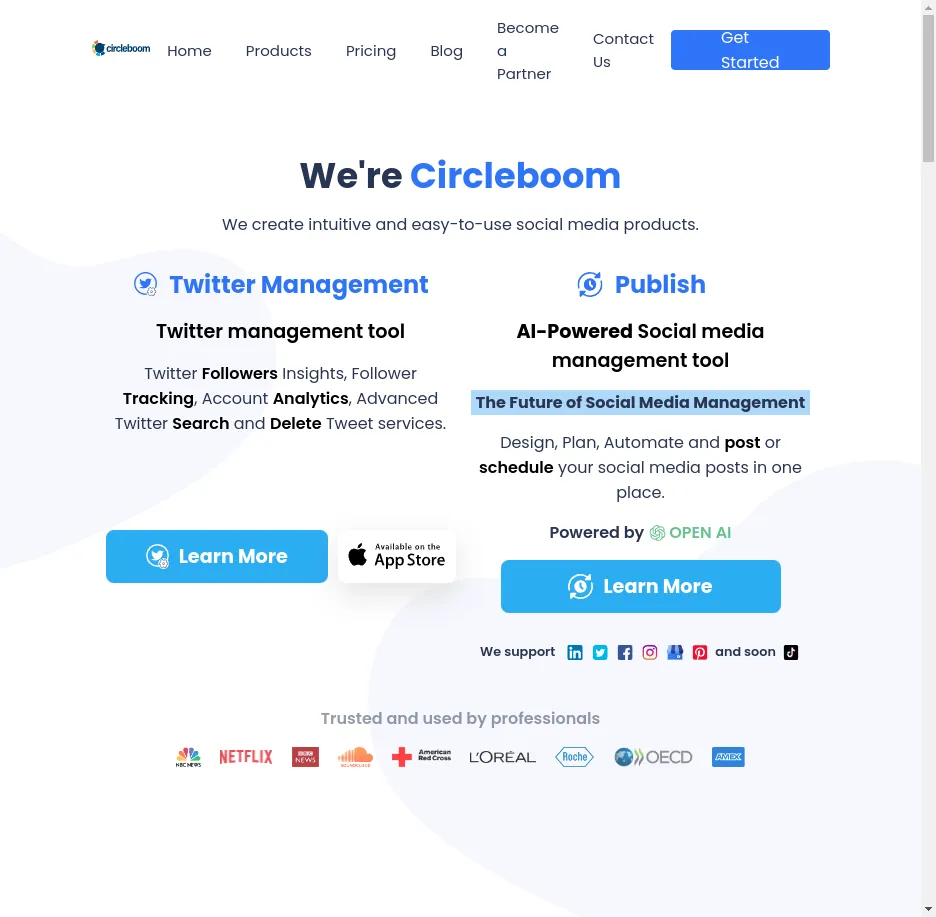 circleboom
Home
Products
Pricing
Blog
Become
a
Partner
Contact
Us
Get
Started
We're Circleboom
We create intuitive and easy-to-use social media products.
Twitter Management
Twitter management tool
Twitter Followers Insights, Follower
Tracking, Account Analytics, Advanced
Twitter Search and Delete Tweet services.
Learn More
Available on the
App Store
Publish
AI-Powered Social media
management tool
The Future of Social Media Management
Design, Plan, Automate and post or
schedule your social media posts in one
place.
Powered by OPEN AI
Learn More
We support
and soon
Trusted and used by professionals
NBC NEWS
NETFLIX
BBC
NEWS
SOUNDCLOUD
American
Red Cross
L'ORÉAL
Roche
OECD
AMEX